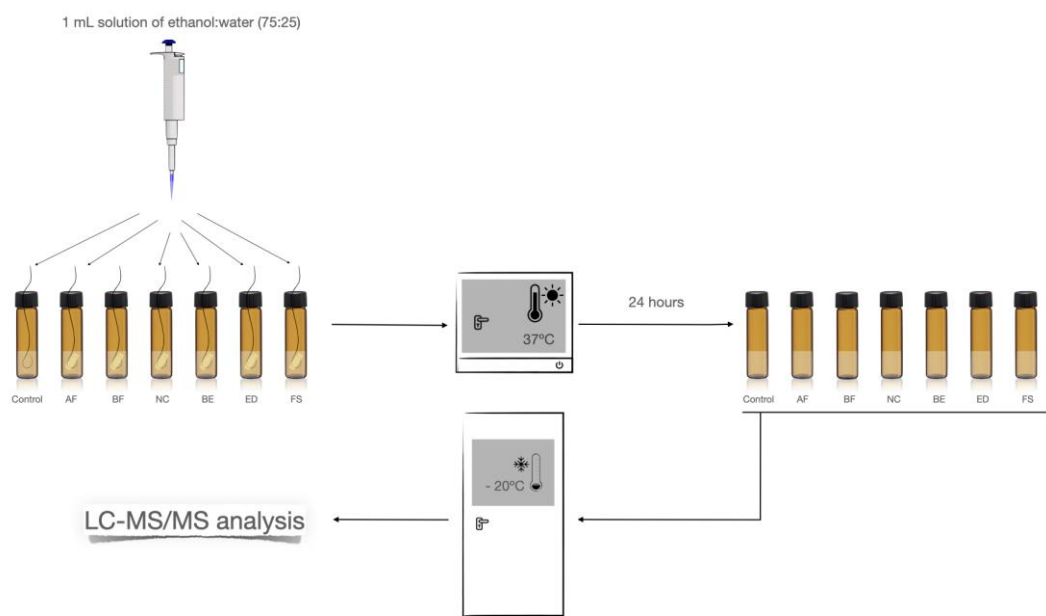 1 mL solution of ethanol:water (75:25)
Control AF BF NC BE ED FS
37ºC
24 hours
Control AF BF NC BE ED FS
- 20ºC
LC-MS/MS analysis